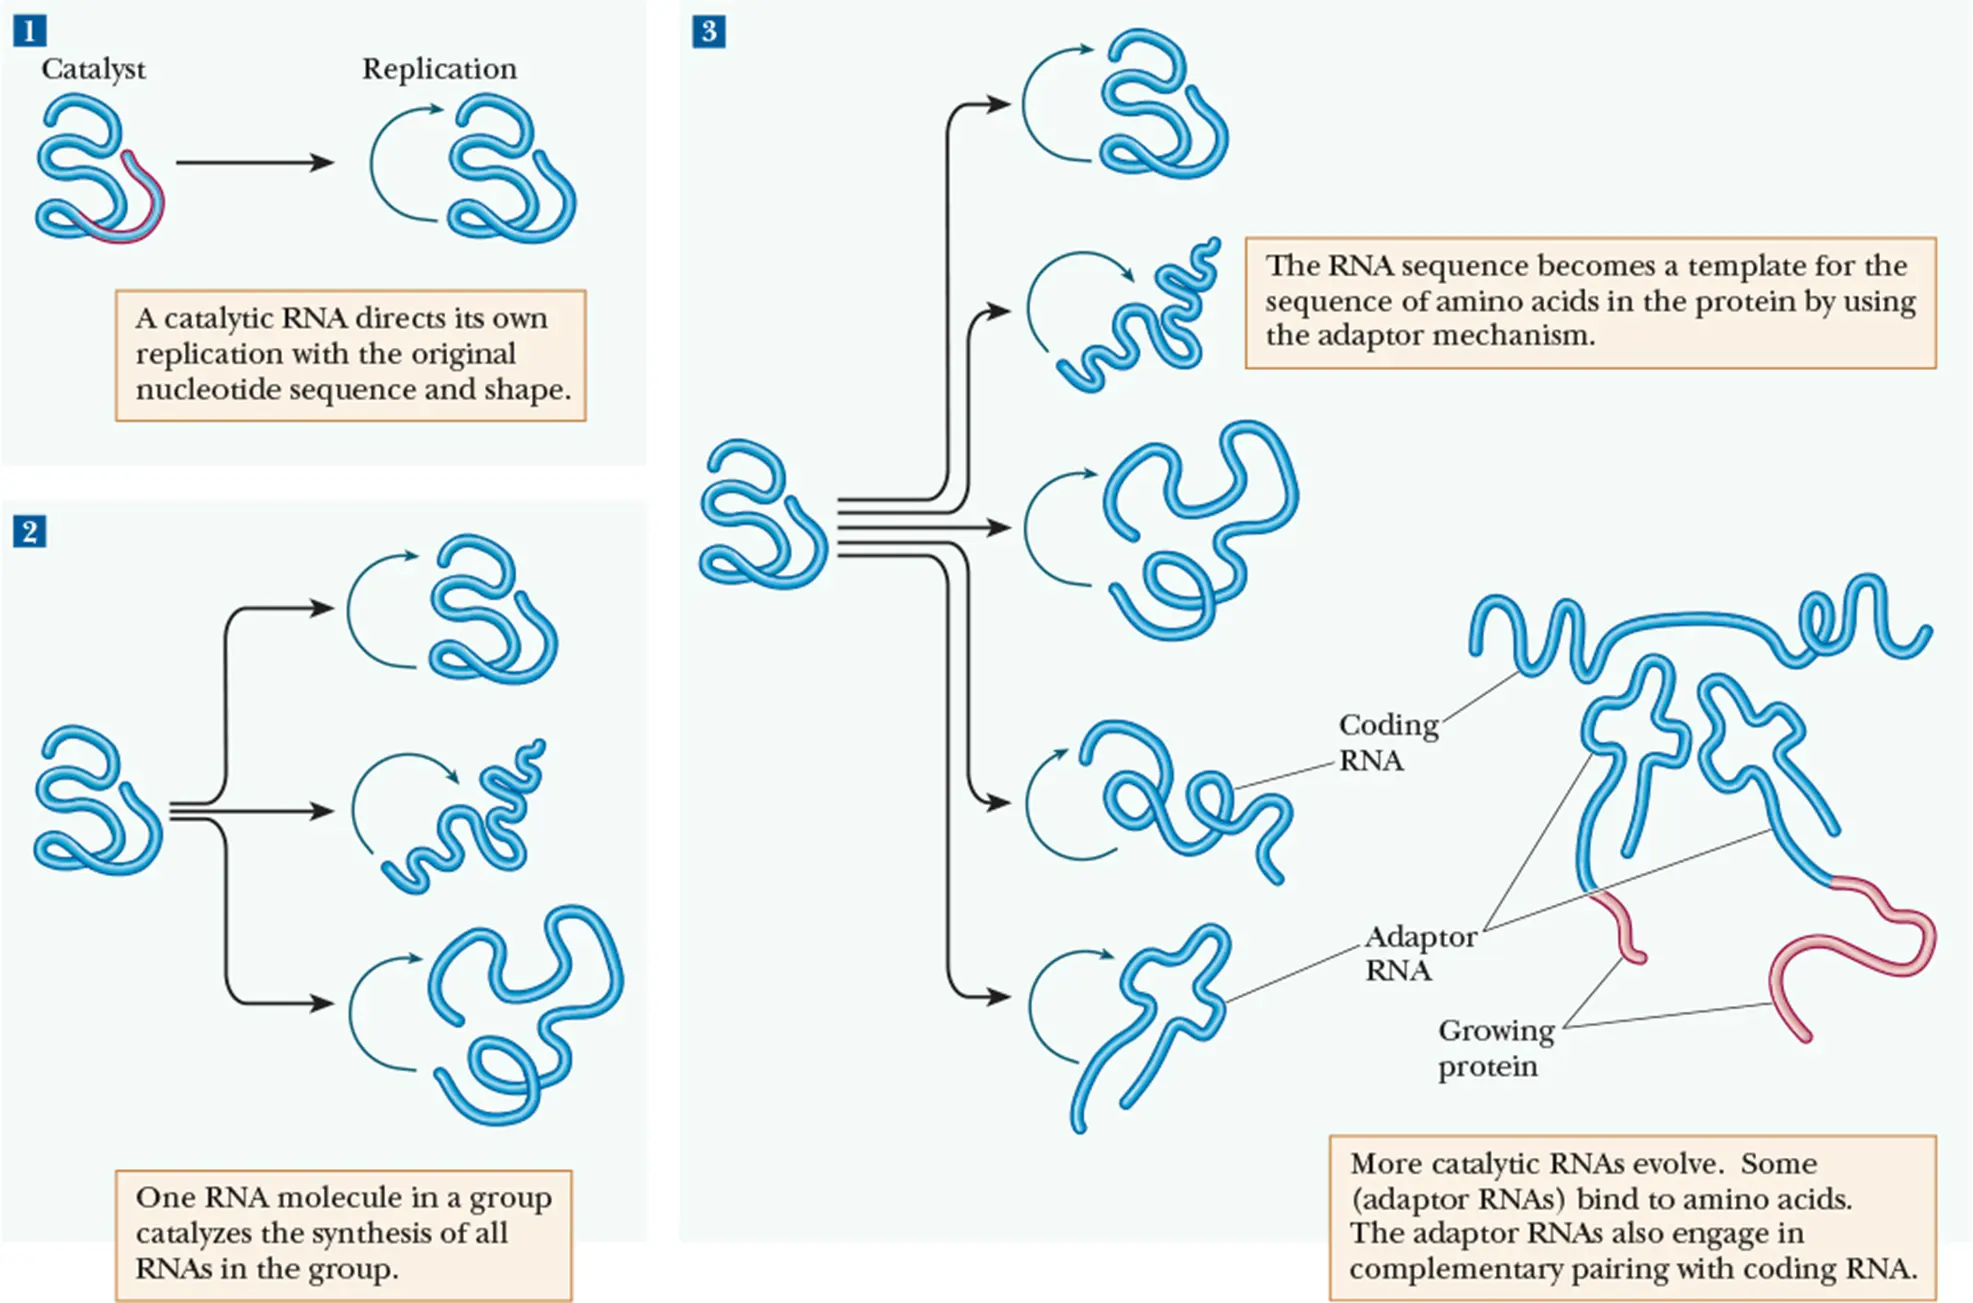 1
Catalyst
Replication
A catalytic RNA directs its own
replication with the original
nucleotide sequence and shape.
2
One RNA molecule in a group
catalyzes the synthesis of all
RNAs in the group.
3
The RNA sequence becomes a template for the
sequence of amino acids in the protein by using
the adaptor mechanism.
Coding
RNA
Adaptor
RNA
Growing
protein
More catalytic RNAs evolve. Some
(adaptor RNAs) bind to amino acids.
The adaptor RNAs also engage in
complementary pairing with coding RNA.